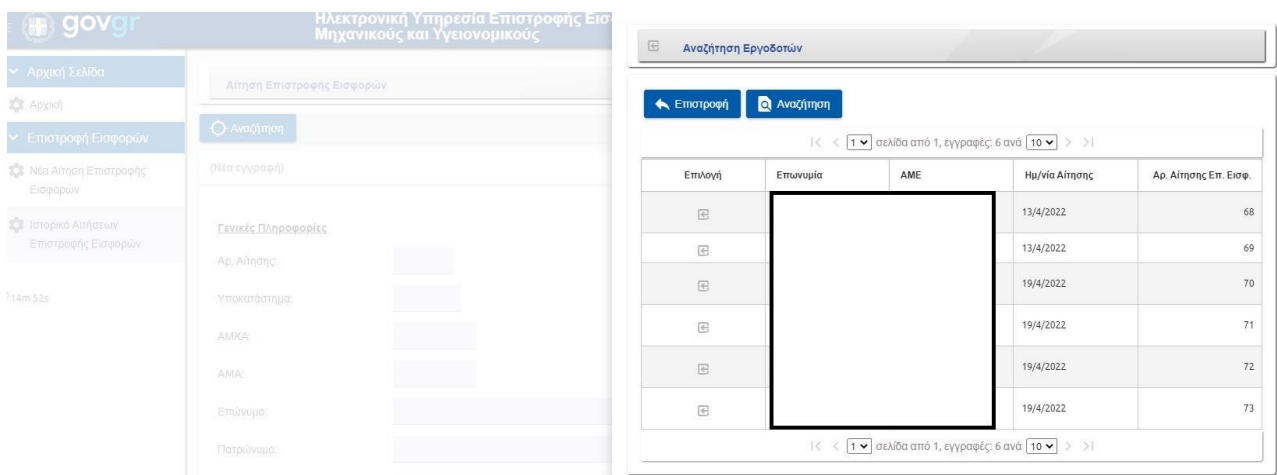 govgr
Ηλεκτρονική Υπηρεσία Επιστροφής Εισ
Μηχανικούς και Υγειονομικούς
Αρχική Σελίδα
Αρχική
Επιστροφή Εισφορών
Νέα Αίτηση Επιστροφής
Εισφορών
Ιστορικό Αιτήσεων
Επιστροφής Εισφορών
14m 52s
Αίτηση Επιστροφής Εισφορών
Αναζήτηση
(Νέα εγγραφή)
Γενικές Πληροφορίες
Αρ. Αίτησης:
Υποκατάστημα:
ΑΜΚΑ:
ΑΜΑ:
Επώνυμο:
Πατρώνυμο:
Αναζήτηση Εργοδοτών
Επιστροφή Αναζήτηση
|< < 1 σελίδα από 1, εγγραφές: 6 ανά 10 > >|
Επιλογή Επωνυμία ΑΜΕ Ημ/νία Αίτησης Αρ. Αίτησης Επ. Εισφ.
13/4/2022 68
13/4/2022 69
19/4/2022 70
19/4/2022 71
19/4/2022 72
19/4/2022 73
|< < 1 σελίδα από 1, εγγραφές: 6 ανά 10 > >|